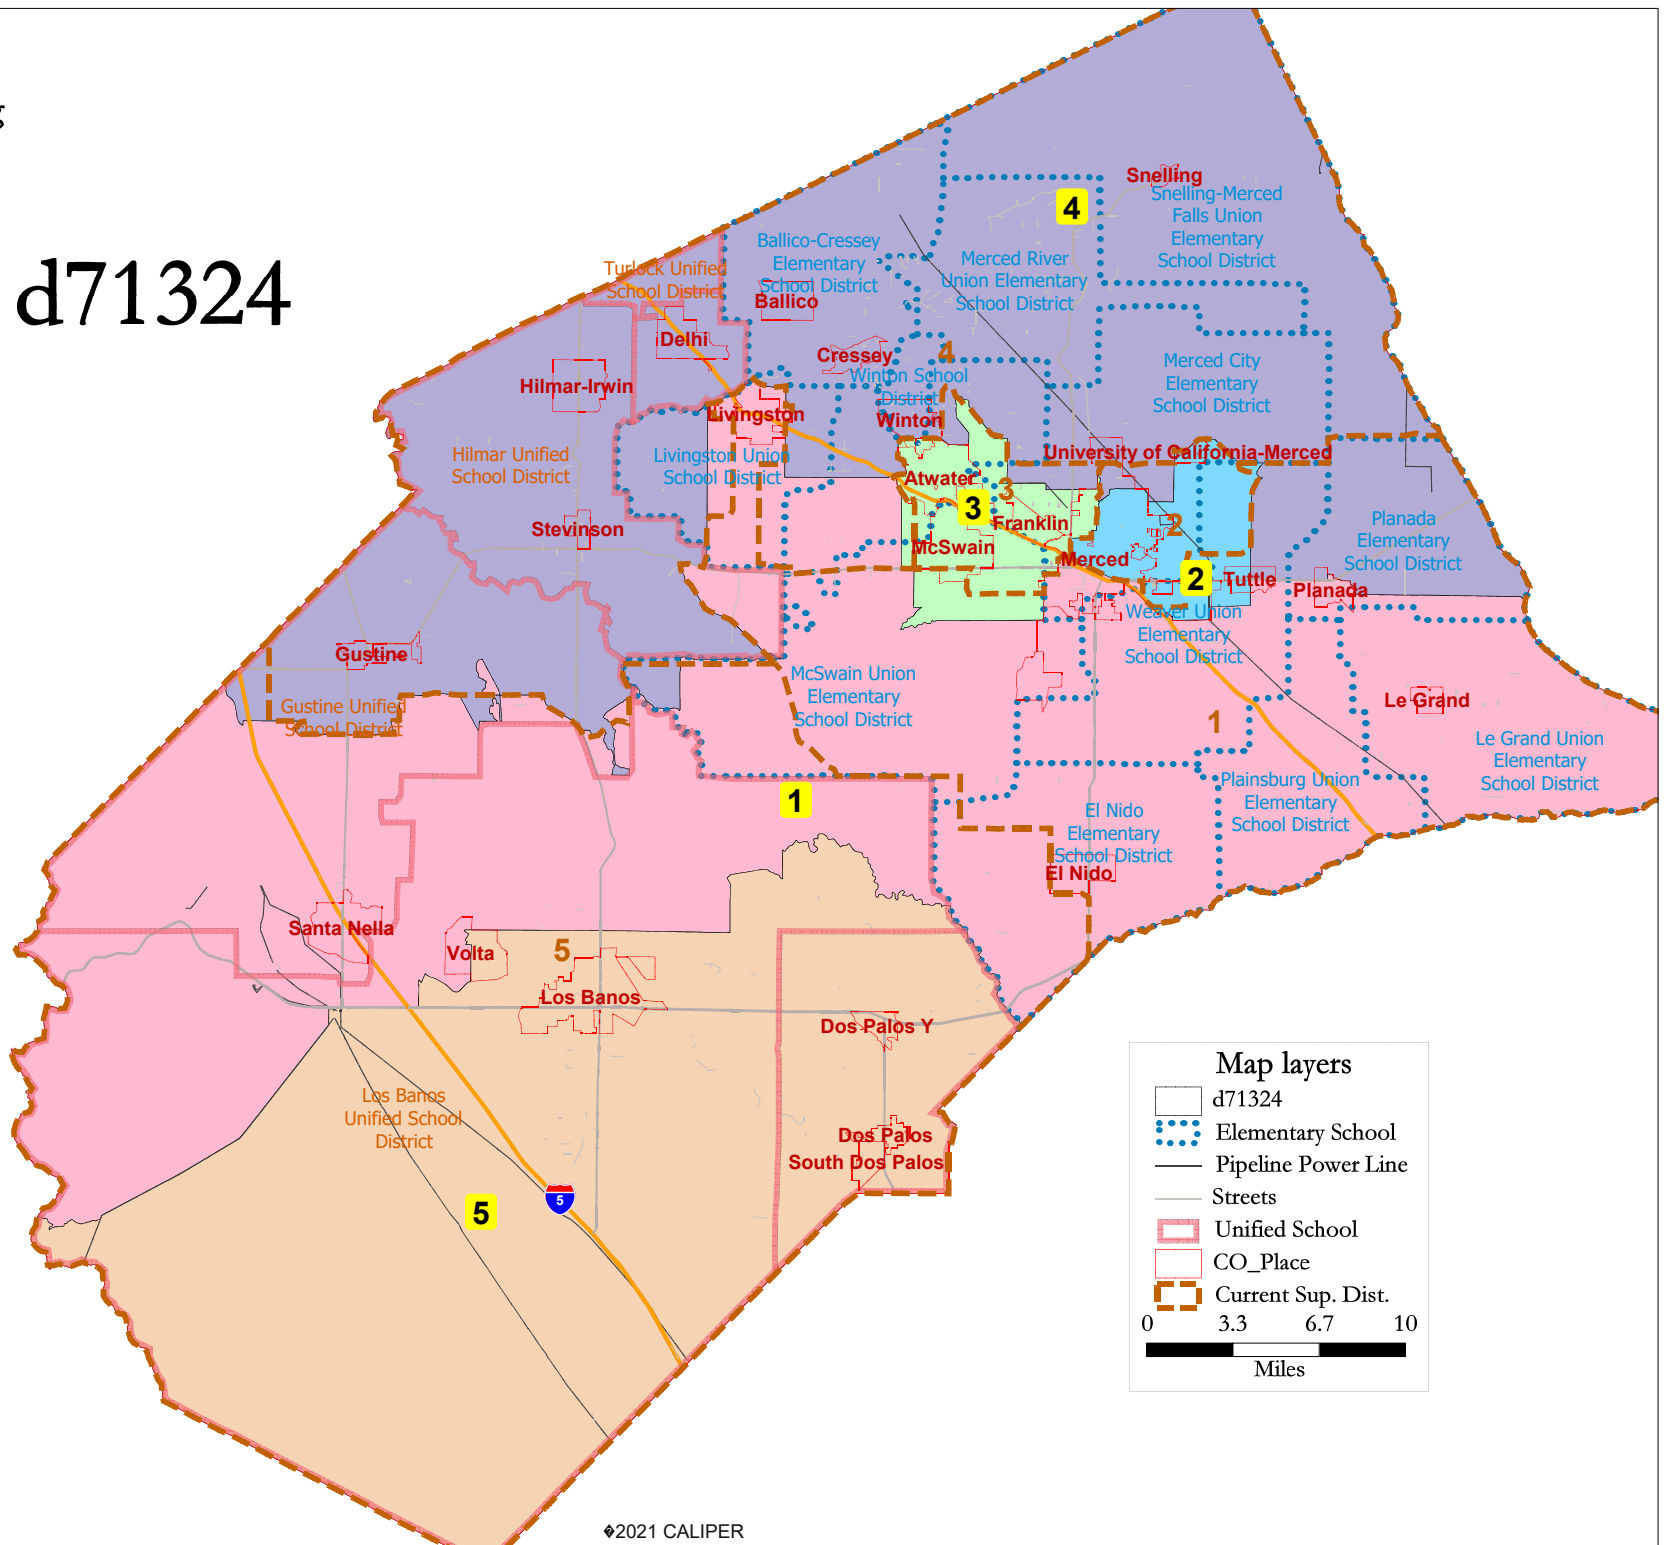 g
d71324
Snelling
Snelling-Merced
Falls Union
Elementary
School District
4
Ballico-Cressey
Elementary
School District
Ballico
Merced River
Union Elementary
School District
Turlock Unified
School District
Delhi
Cressey
4
Winton School
District
Winton
Merced City
Elementary
School District
Hilmar-Irwin
Livingston
Livingston Union
School District
Hilmar Unified
School District
University of California-Merced
Atwater
3
3
Franklin
McSwain
2
Merced
2
Tuttle
Planada
Elementary
School District
Planada
Stevinson
Weaver Union
Elementary
School District
Gustine
Gustine Unified
School District
McSwain Union
Elementary
School District
Le Grand
1
Le Grand Union
Elementary
School District
1
Plainsburg Union
Elementary
School District
El Nido
Elementary
School District
El Nido
Santa Nella
Volta
5
Los Banos
Dos Palos Y
Los Banos
Unified School
District
Dos Palos
South Dos Palos
5
5
Map layers
d71324
Elementary School
Pipeline Power Line
Streets
Unified School
CO_Place
Current Sup. Dist.
0 3.3 6.7 10
Miles
�2021 CALIPER